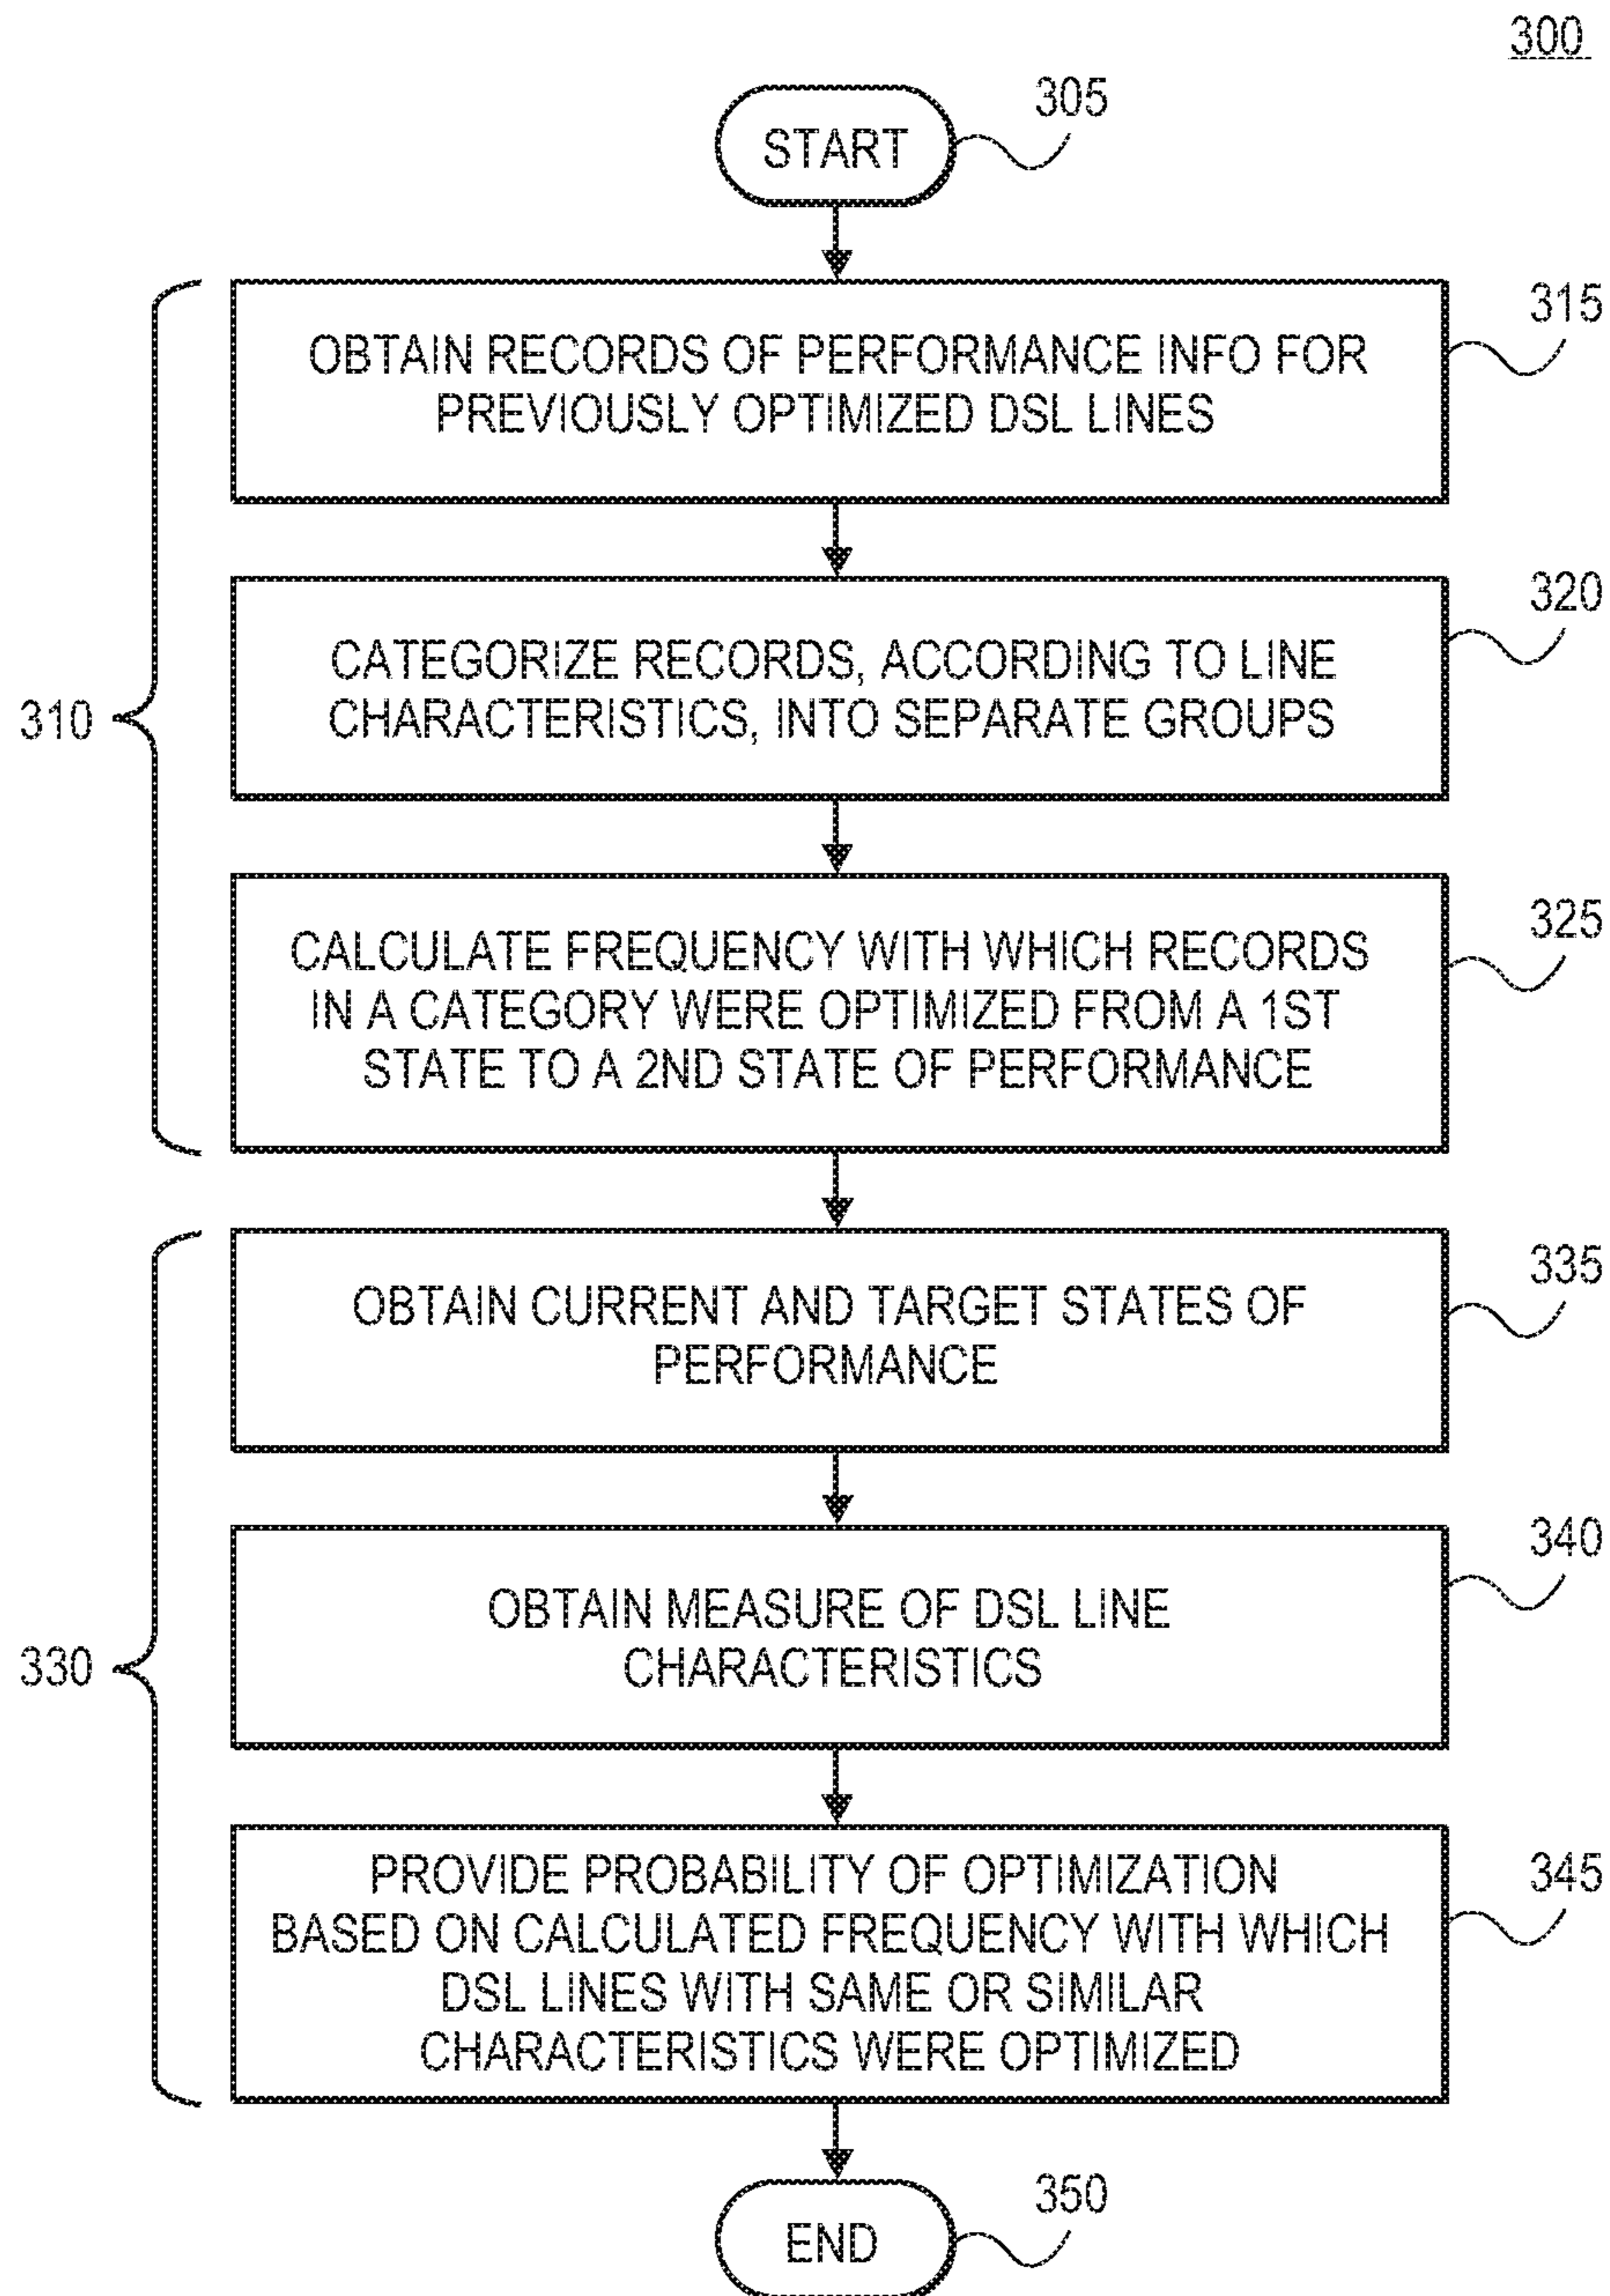 300
START
305
OBTAIN RECORDS OF PERFORMANCE INFO FOR
PREVIOUSLY OPTIMIZED DSL LINES
315
CATEGORIZE RECORDS, ACCORDING TO LINE
CHARACTERISTICS, INTO SEPARATE GROUPS
320
310
CALCULATE FREQUENCY WITH WHICH RECORDS
IN A CATEGORY WERE OPTIMIZED FROM A 1ST
STATE TO A 2ND STATE OF PERFORMANCE
325
OBTAIN CURRENT AND TARGET STATES OF
PERFORMANCE
335
OBTAIN MEASURE OF DSL LINE
CHARACTERISTICS
340
330
PROVIDE PROBABILITY OF OPTIMIZATION
BASED ON CALCULATED FREQUENCY WITH WHICH
DSL LINES WITH SAME OR SIMILAR
CHARACTERISTICS WERE OPTIMIZED
345
END
350